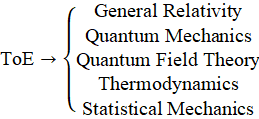 ToE → {
General Relativity
Quantum Mechanics
Quantum Field Theory
Thermodynamics
Statistical Mechanics